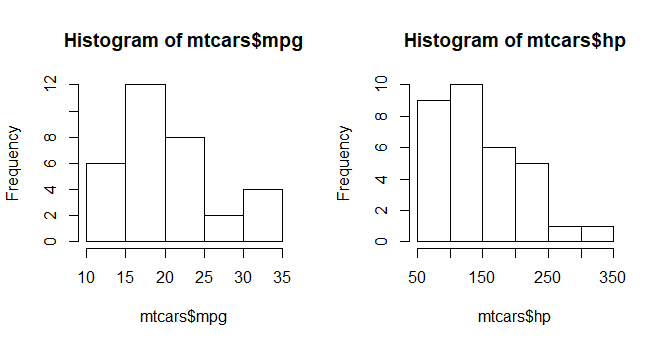 Histogram of mtcars$mpg
Frequency
0 2 4 6 8 12
10 15 20 25 30 35
mtcars$mpg
Histogram of mtcars$hp
Frequency
0 2 4 6 8 10
50 150 250 350
mtcars$hp